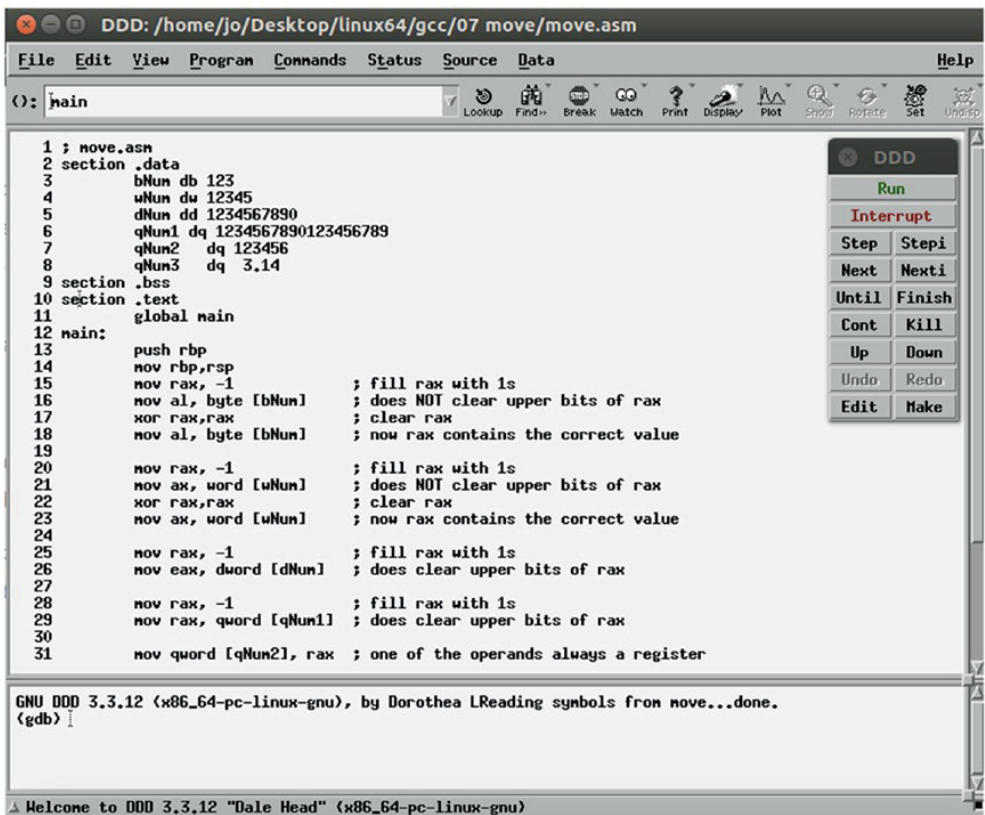 DDD: /home/jo/Desktop/linux64/gcc/07 move/move.asm
File Edit View Program Commands Status Source Data Help
(): main
Lookup Find>> Break Watch Print Display Plot Show Rotate Set Undisp
1 ; move.asm
2 section .data
3 bNum db 123
4 wNum dw 12345
5 dNum dd 1234567890
6 qNum1 dq 1234567890123456789
7 qNum2 dq 123456
8 qNum3 dq 3.14
9 section .bss
10 section .text
11 global main
12 main:
13 push rbp
14 mov rbp,rsp
15 mov rax, -1 ; fill rax with 1s
16 mov al, byte [bNum] ; does NOT clear upper bits of rax
17 xor rax,rax ; clear rax
18 mov al, byte [bNum] ; now rax contains the correct value
19
20 mov rax, -1 ; fill rax with 1s
21 mov ax, word [wNum] ; does NOT clear upper bits of rax
22 xor rax,rax ; clear rax
23 mov ax, word [wNum] ; now rax contains the correct value
24
25 mov rax, -1 ; fill rax with 1s
26 mov eax, dword [dNum] ; does clear upper bits of rax
27
28 mov rax, -1 ; fill rax with 1s
29 mov rax, qword [qNum1] ; does clear upper bits of rax
30
31 mov qword [qNum2], rax ; one of the operands always a register
DDD
Run
Interrupt
Step Stepi
Next Nexti
Until Finish
Cont Kill
Up Down
Undo Redo
Edit Make
GNU DDD 3.3.12 (x86_64-pc-linux-gnu), by Dorothea LReading symbols from move...done.
(gdb)
Welcome to DDD 3.3.12 "Dale Head" (x86_64-pc-linux-gnu)